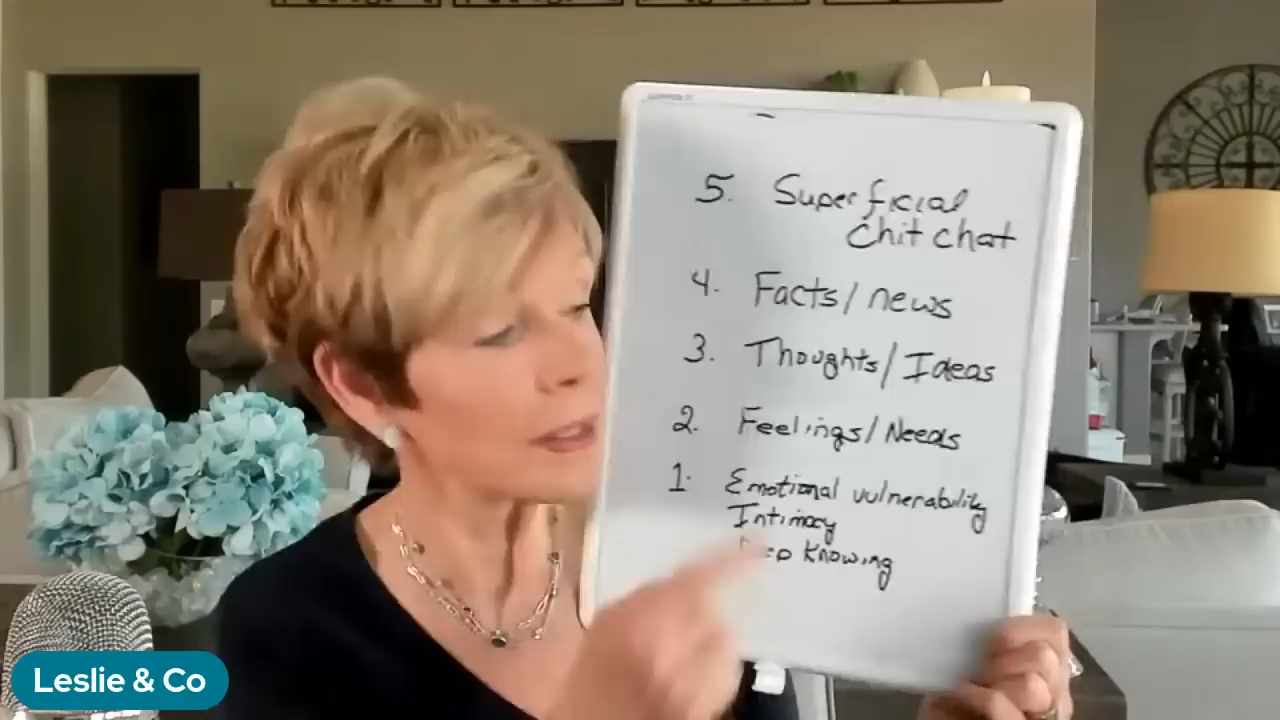 5. Superficial
chit chat
4. Facts/news
3. Thoughts/Ideas
2. Feelings/Needs
1. Emotional vulnerability
Intimacy
Knowing
Leslie & Co